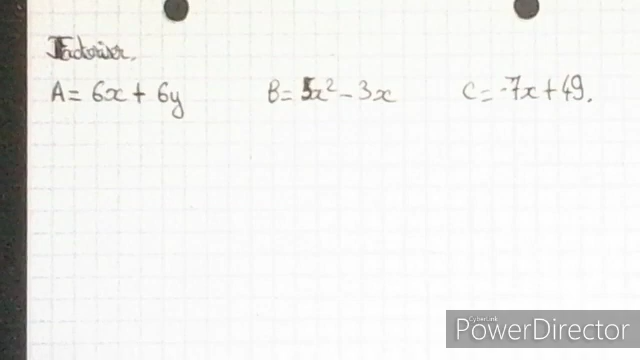 Factoriser.
A = 6x + 6y B = 5x² - 3x C = -7x + 49.
CyberLink
PowerDirector